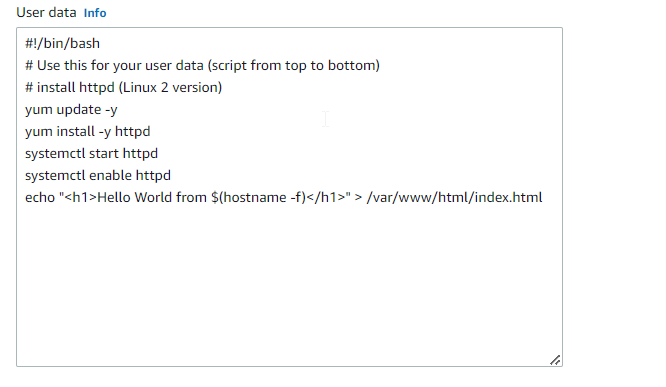 User data Info
#!/bin/bash
# Use this for your user data (script from top to bottom)
# install httpd (Linux 2 version)
yum update -y
yum install -y httpd
systemctl start httpd
systemctl enable httpd
echo "<h1>Hello World from $(hostname -f)</h1>" > /var/www/html/index.html